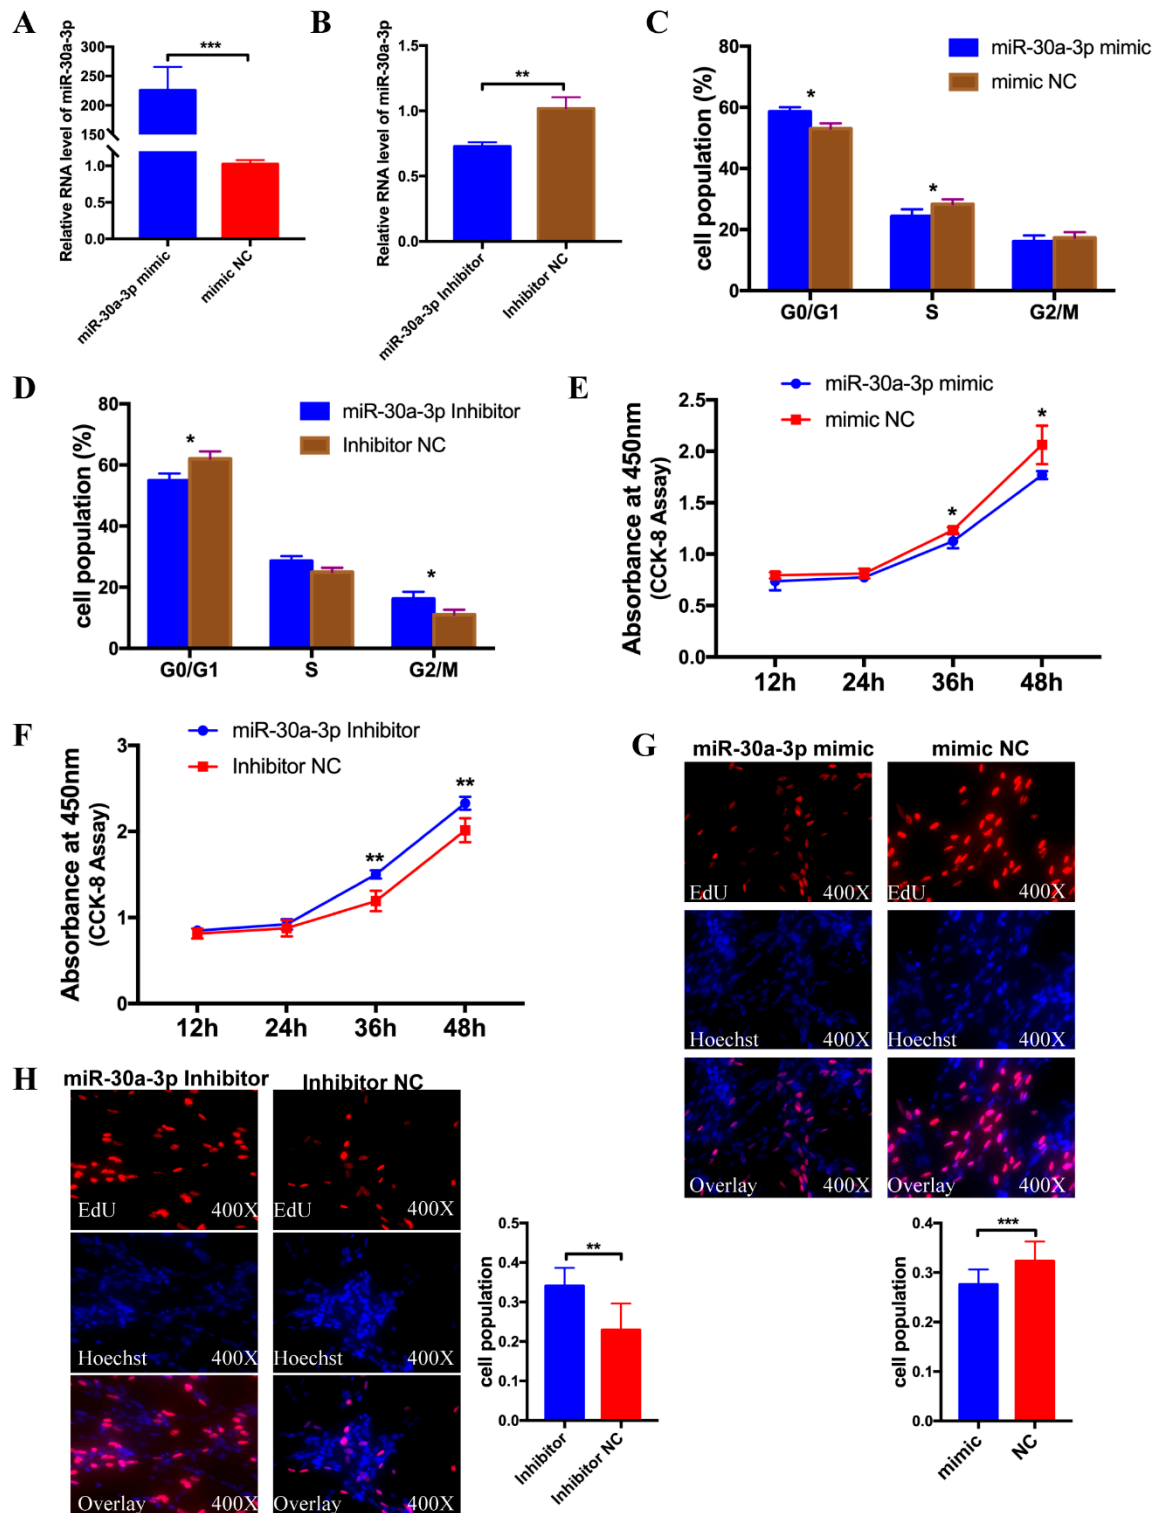 A
Relative RNA level of miR-30a-3p
300
250
200
150
1.0
0.5
0.0
***
miR-30a-3p mimic
mimic NC
B
Relative RNA level of miR-30a-3p
1.5
1.0
0.5
0.0
**
miR-30a-3p Inhibitor
Inhibitor NC
C
miR-30a-3p mimic
mimic NC
cell population (%)
80
60
40
20
0
*
*
G0/G1
S
G2/M
D
miR-30a-3p Inhibitor
Inhibitor NC
cell population (%)
80
60
40
20
0
*
*
G0/G1
S
G2/M
E
miR-30a-3p mimic
mimic NC
Absorbance at 450nm
(CCK-8 Assay)
2.5
2.0
1.5
1.0
0.5
0.0
*
*
12h
24h
36h
48h
F
miR-30a-3p Inhibitor
Inhibitor NC
Absorbance at 450nm
(CCK-8 Assay)
3
2
1
0
**
**
12h
24h
36h
48h
G
miR-30a-3p mimic
mimic NC
EdU 400X
EdU 400X
Hoechst 400X
Hoechst 400X
Overlay 400X
Overlay 400X
cell population
0.4
0.3
0.2
0.1
0.0
***
mimic
NC
H
miR-30a-3p Inhibitor
Inhibitor NC
EdU 400X
EdU 400X
Hoechst 400X
Hoechst 400X
Overlay 400X
Overlay 400X
cell population
0.5
0.4
0.3
0.2
0.1
0.0
**
Inhibitor
Inhibitor NC